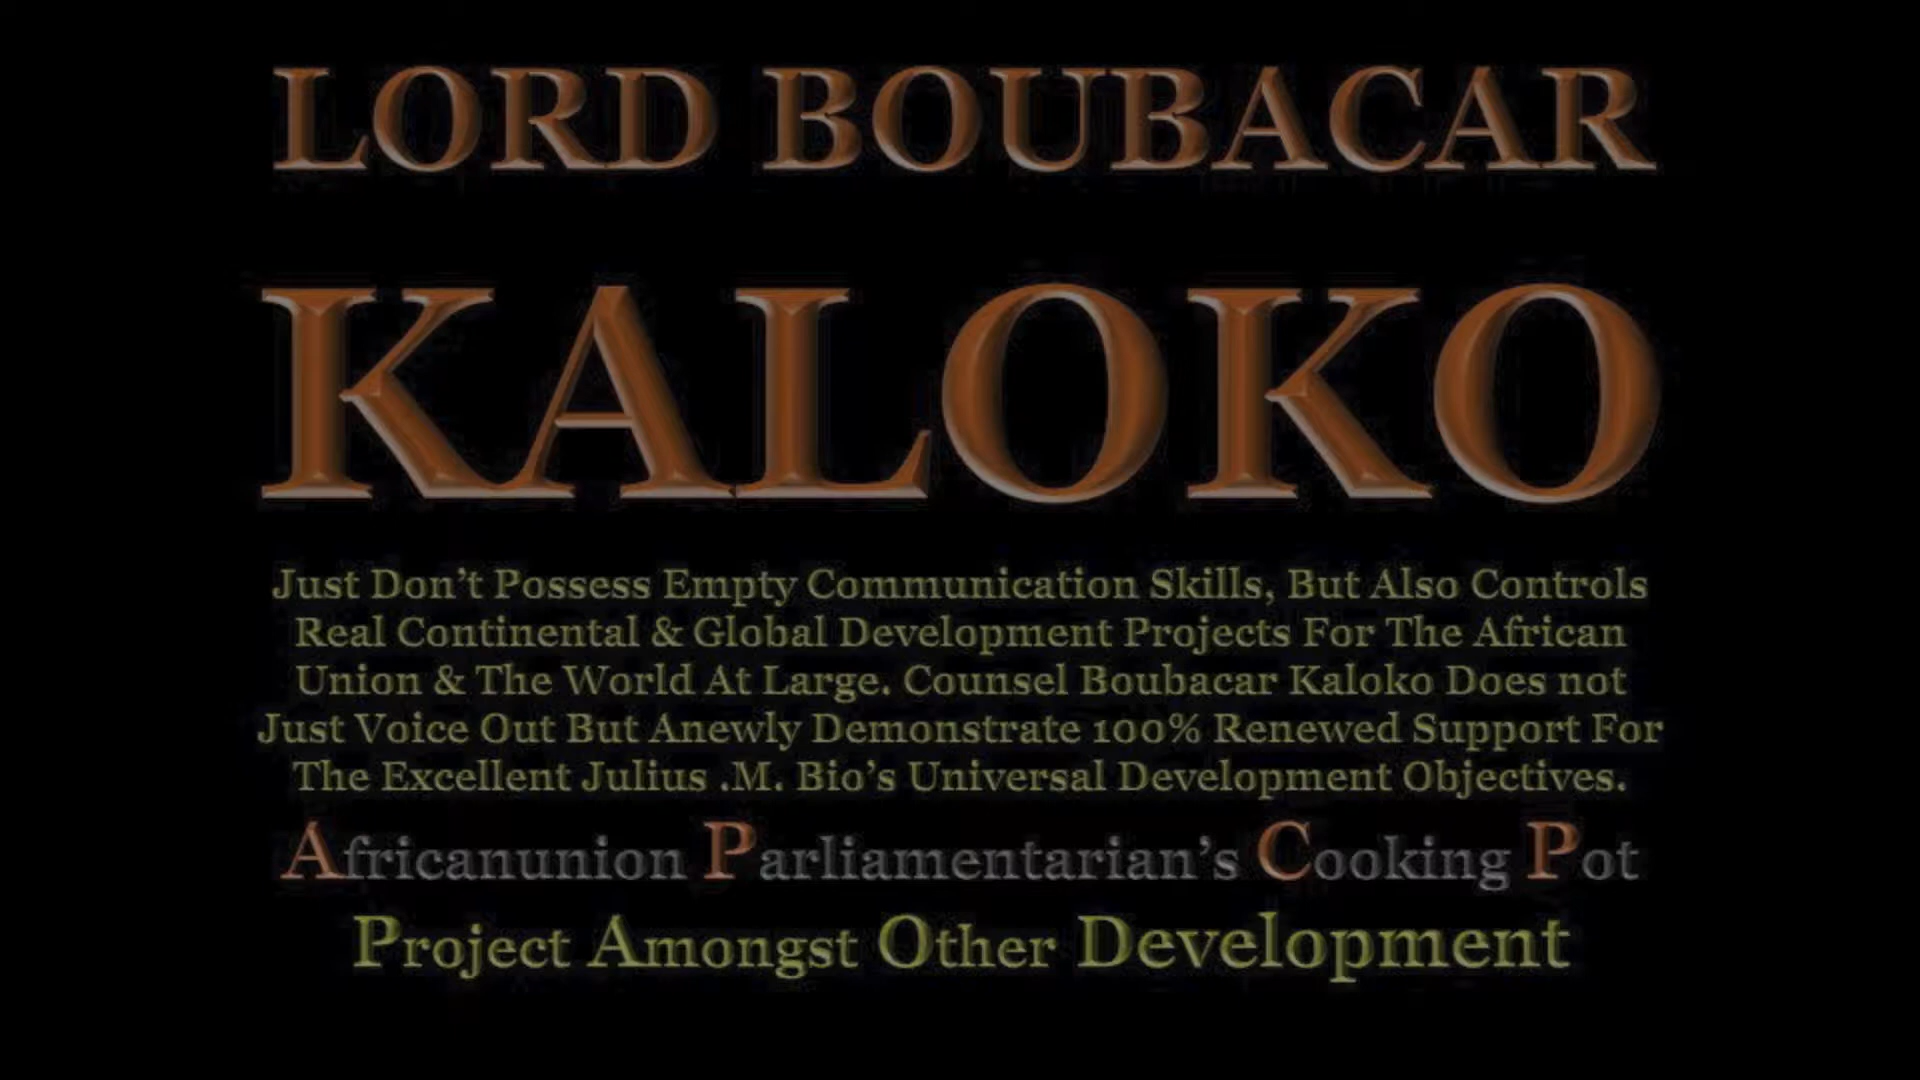 LORD BOUBACAR
KALOKO
Just Don’t Possess Empty Communication Skills, But Also Controls
Real Continental & Global Development Projects For The African
Union & The World At Large. Counsel Boubacar Kaloko Does not
Just Voice Out But Anewly Demonstrate 100% Renewed Support For
The Excellent Julius .M. Bio’s Universal Development Objectives.
Africanunion Parliamentarian’s Cooking Pot
Project Amongst Other Development